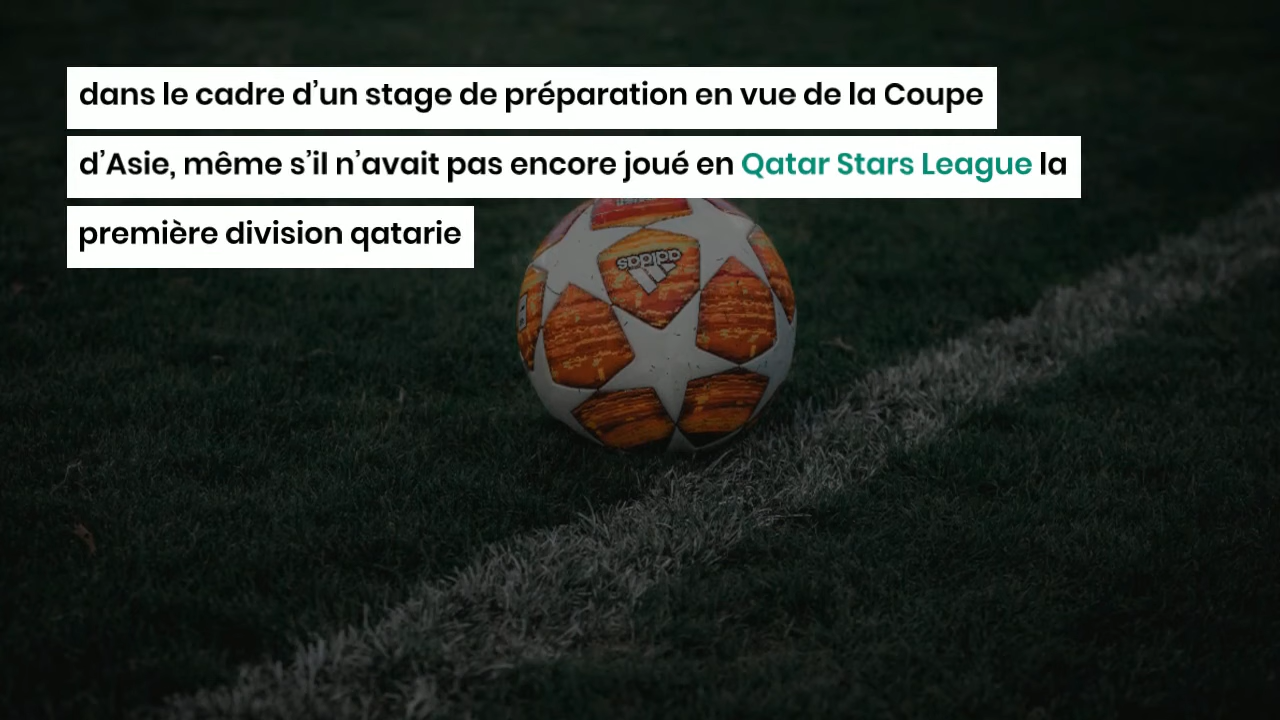 dans le cadre d’un stage de préparation en vue de la Coupe
d’Asie, même s’il n’avait pas encore joué en Qatar Stars League la
première division qatarie
adidas